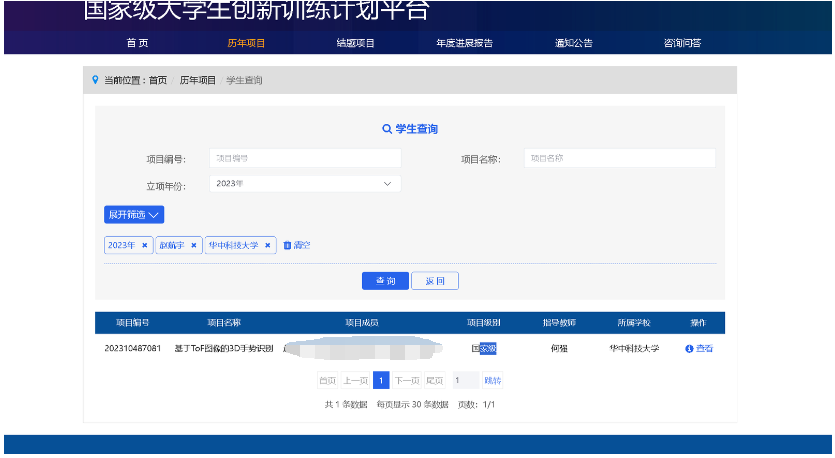 国家级大学生创新训练计划平台
首页 历年项目 结题项目 年度进展报告 通知公告 咨询问答
当前位置：首页 / 历年项目 / 学生查询
学生查询
项目编号： 项目编号 项目名称： 项目名称
立项年份： 2023年
展开筛选
2023年 ✖ 赵航宇 ✖ 华中科技大学 ✖ 清空
查 询 返 回
项目编号 项目名称 项目成员 项目级别 指导教师 所属学校 操作
202310487081 基于ToF图像的3D手势识别 国家级 何强 华中科技大学 查看
首页 上一页 1 下一页 尾页 1 跳转
共 1 条数据 每页显示 30 条数据 页数：1/1